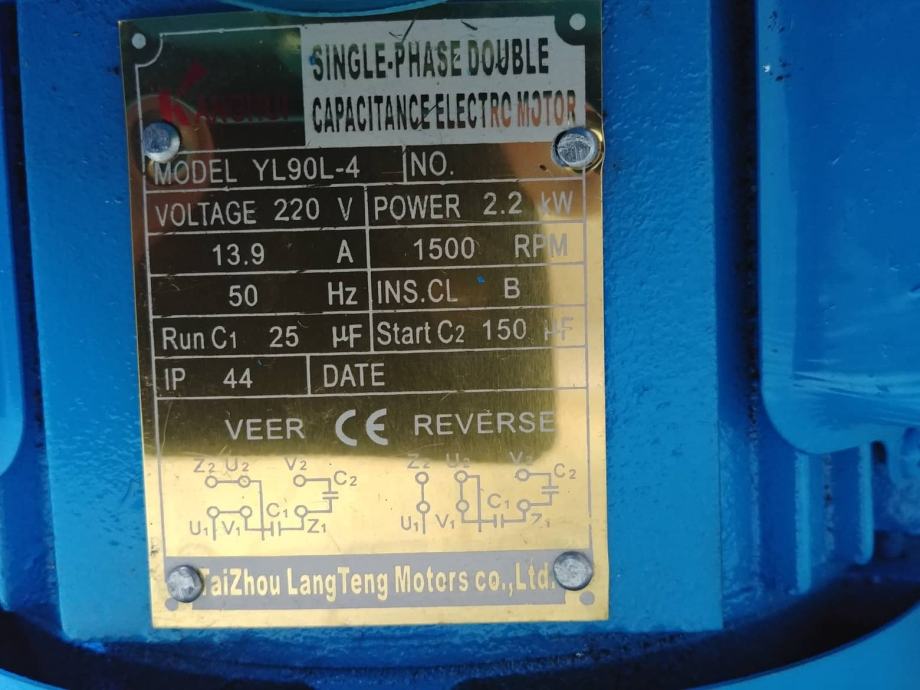 SINGLE-PHASE DOUBLE
CAPACITANCE ELECTRO MOTOR
MODEL YL90L-4 NO.
VOLTAGE 220 V POWER 2.2 kW
13.9 A 1500 RPM
50 Hz INS.CL B
Run C1 25 μF Start C2 150 μF
IP 44 DATE
VEER CE REVERSE
Z2 U2 V2 C2 Z2 U2 V2 C2
U1 V1 C1 Z1 U1 V1 C1 Z1
TaiZhou LangTeng Motors co.,Ltd.